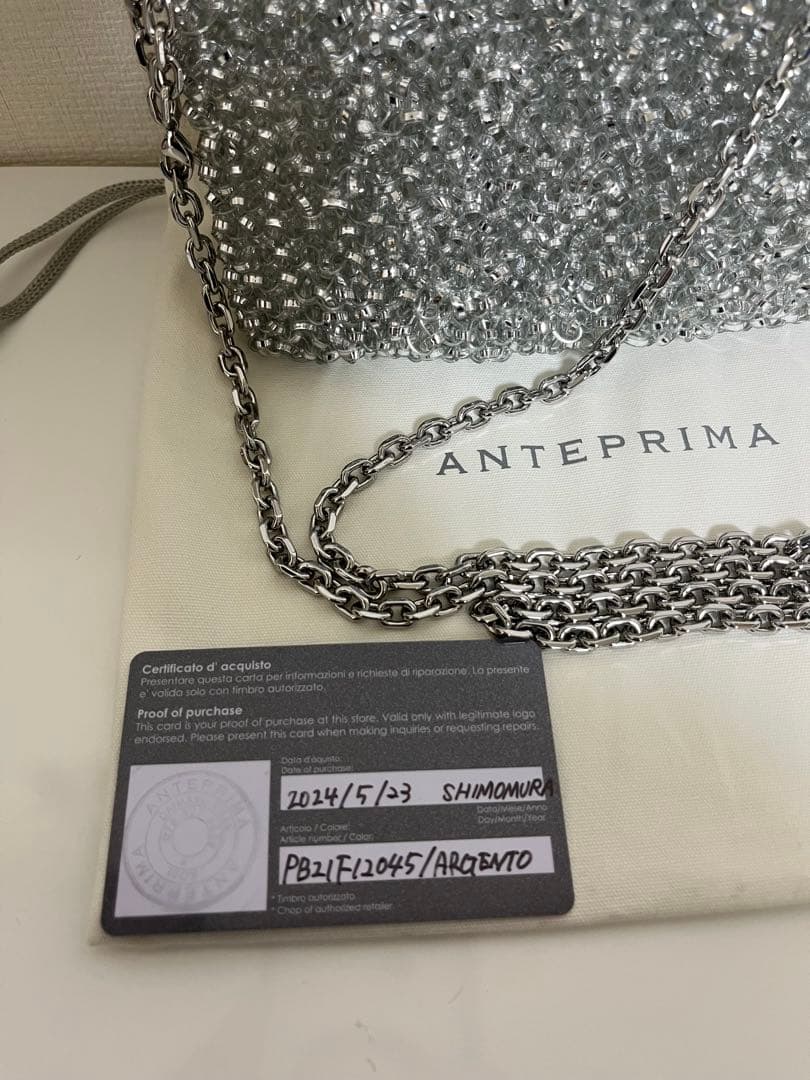 ANTEPRIMA
Certificato d' acquisto
Presentare questa carta per informazioni e richieste di riparazione. La presente
e' valida solo con timbro autorizzato.
Proof of purchase
This card is your proof of purchase at this store. Valid only with legitimate logo
endorsed. Please present this card when making inquiries or requesting repairs.
Data d'aquisto:
Date of purchase:
2024/5/23 SHIMOMURA
Data/Mese/Anno
Day/Month/Year
Articolo / Colore:
Article number / Color:
PB21F12045/ARGENTO
* Timbro autorizzato
* Chop of authorized retailer
ANTEPRIMA
ANTEPRIMA